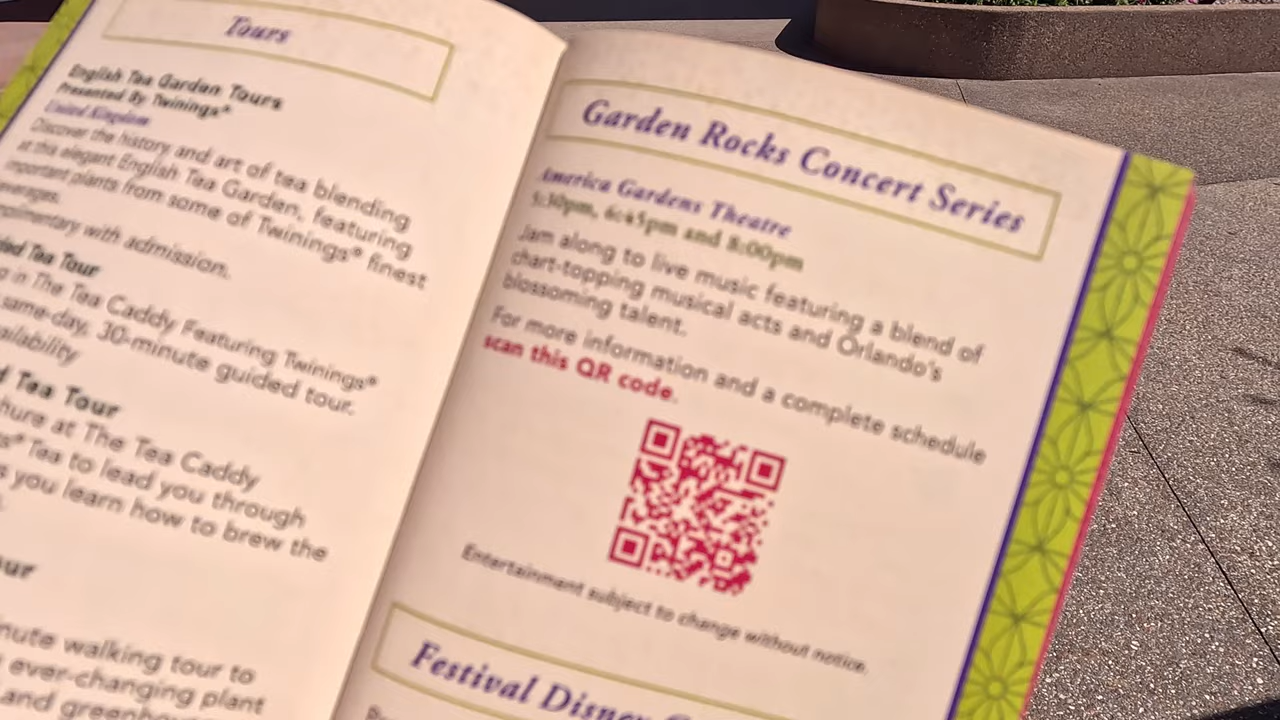 Tours
English Tea Garden Tours
Presented By Twinings®
United Kingdom
Discover the history and art of tea blending
at this elegant English Tea Garden, featuring
important plants from some of Twinings® finest
beverages.
complimentary with admission.
Tea Tour
in The Tea Caddy Featuring Twinings®
same-day, 30-minute guided tour.
availability
Tea Tour
at The Tea Caddy
Tea to lead you through
you learn how to brew the
walking tour to
ever-changing plant
and
Garden Rocks Concert Series
America Gardens Theatre
5:30pm, 6:45pm and 8:00pm
Jam along to live music featuring a blend of
chart-topping musical acts and Orlando's
blossoming talent.
For more information and a complete schedule
scan this QR code.
Entertainment subject to change without notice.
Festival Disney